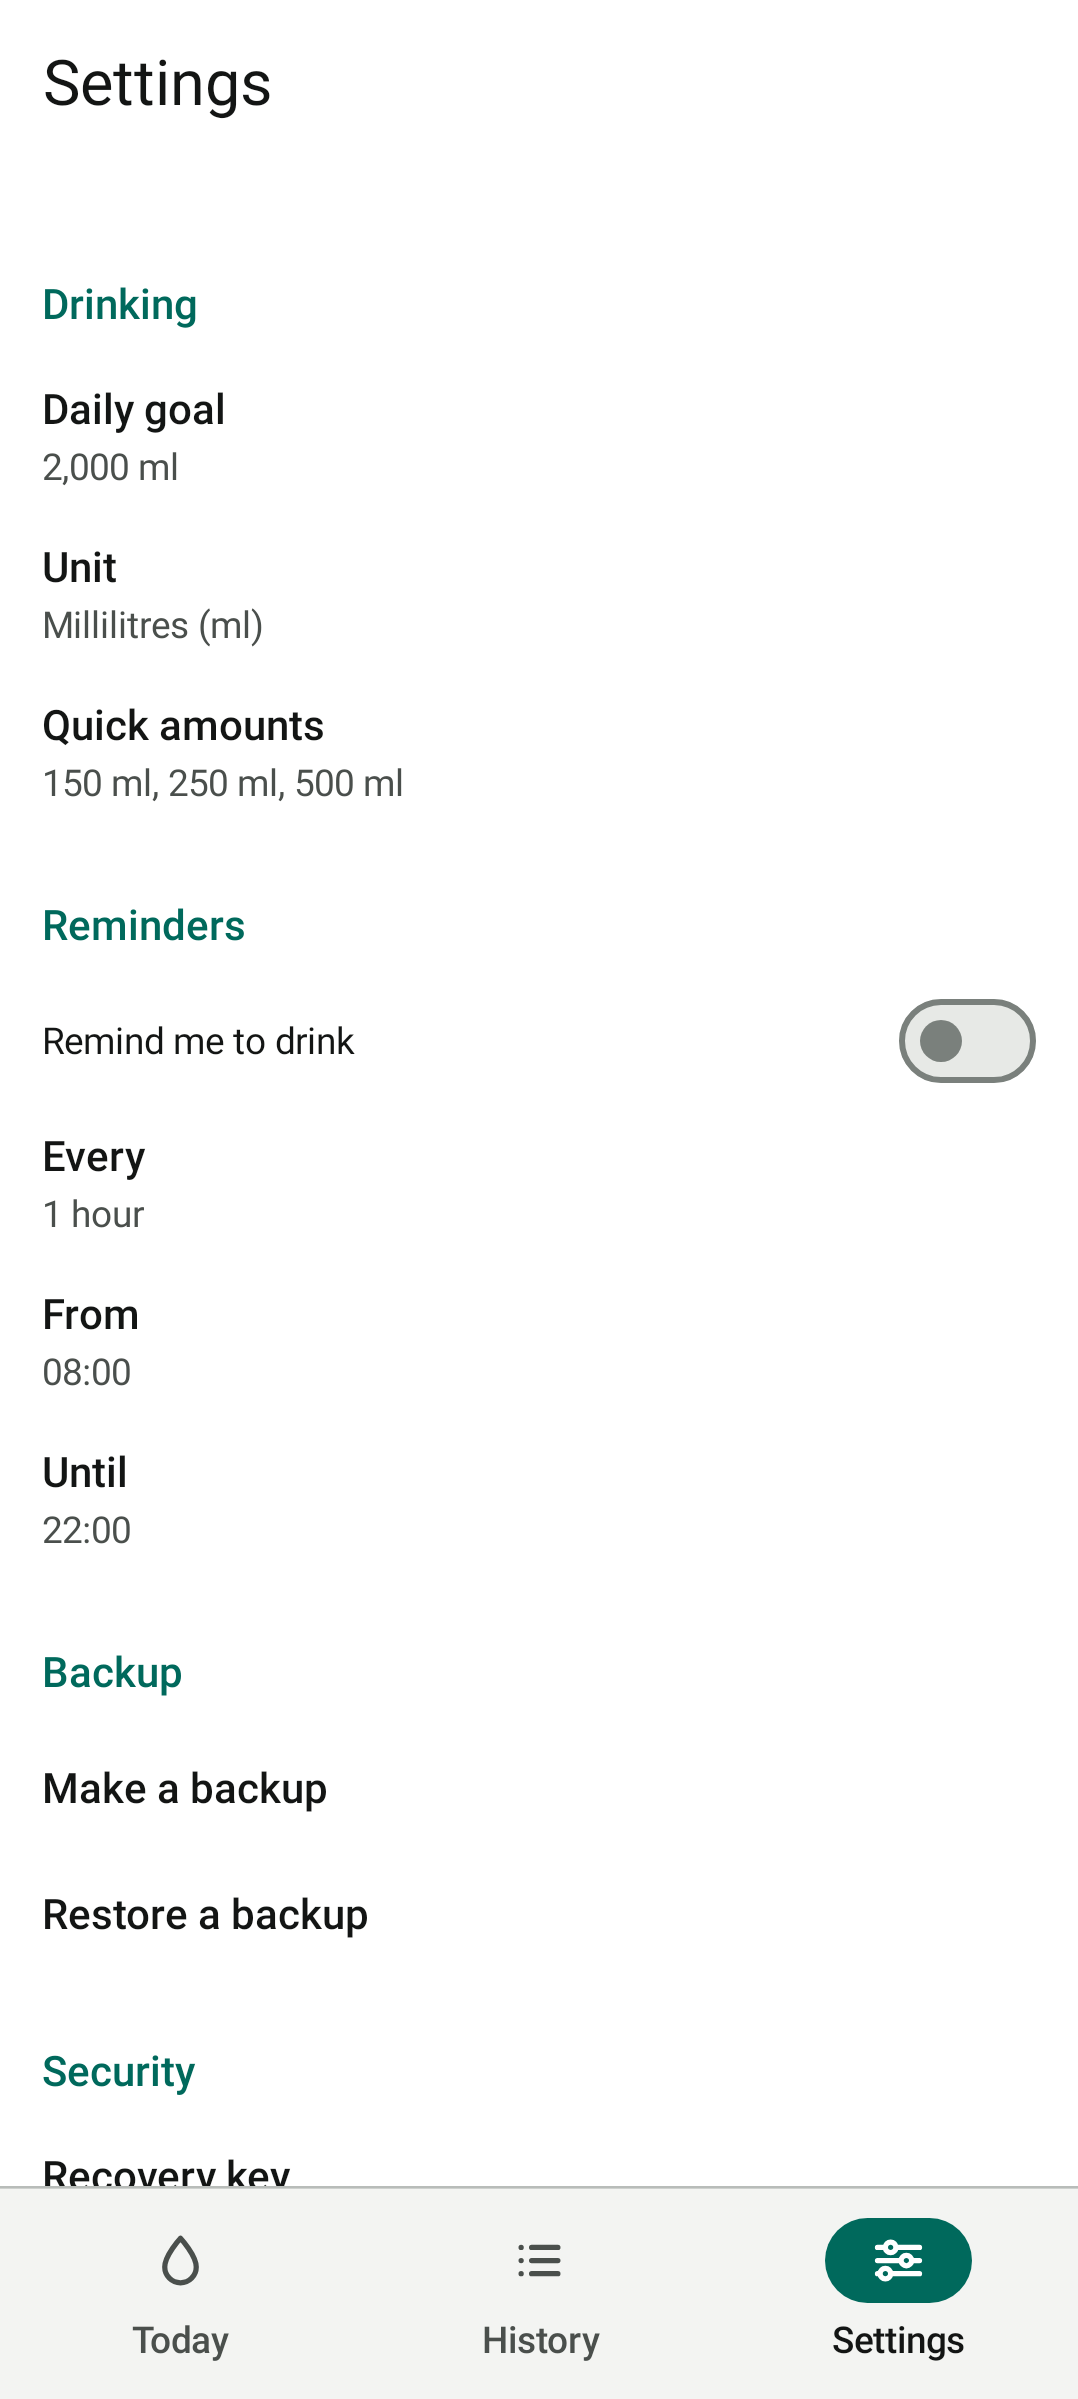 Settings
Drinking
Daily goal
2,000 ml
Unit
Millilitres (ml)
Quick amounts
150 ml, 250 ml, 500 ml
Reminders
Remind me to drink
Every
1 hour
From
08:00
Until
22:00
Backup
Make a backup
Restore a backup
Security
Recovery key
Today
History
Settings